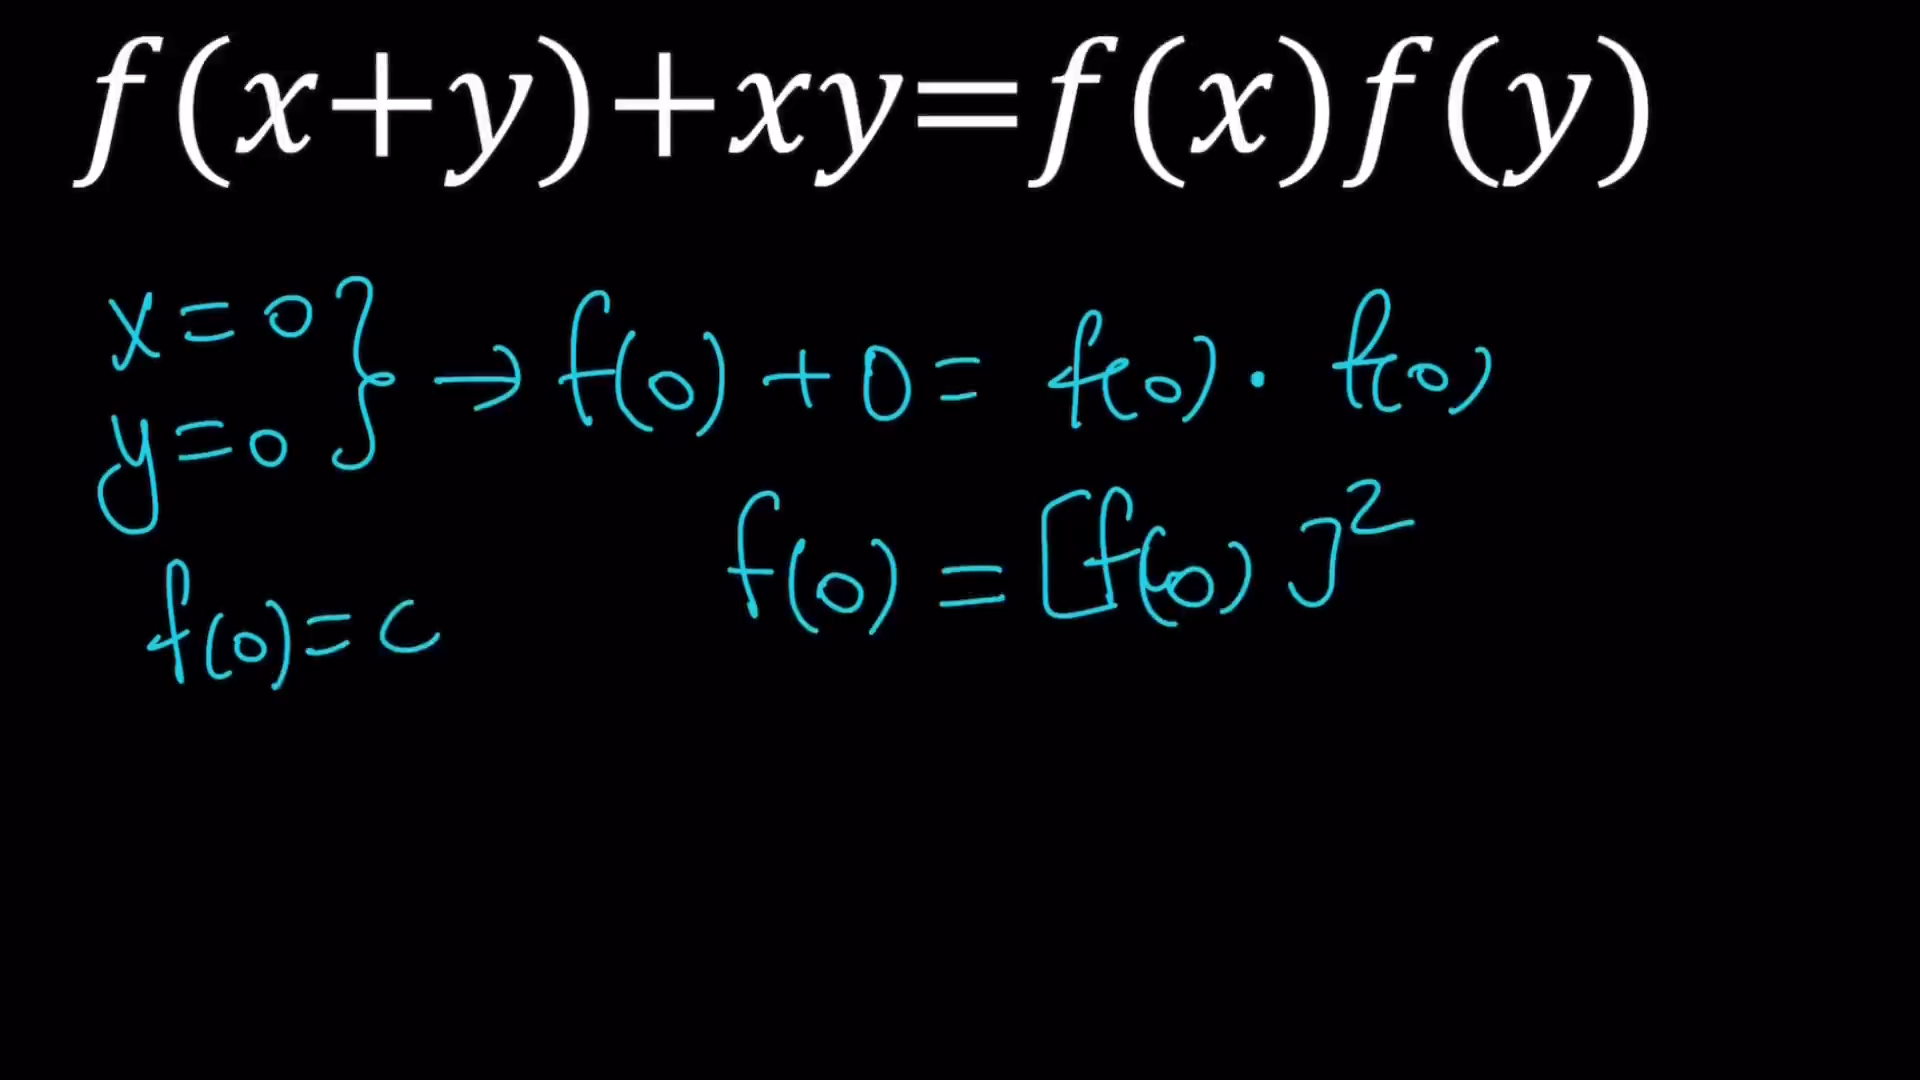 f(x+y)+xy=f(x)f(y)
x=0
y=0 } → f(0)+0= f(0)·f(0)
f(0)=[f(0)]²
f(0)=c